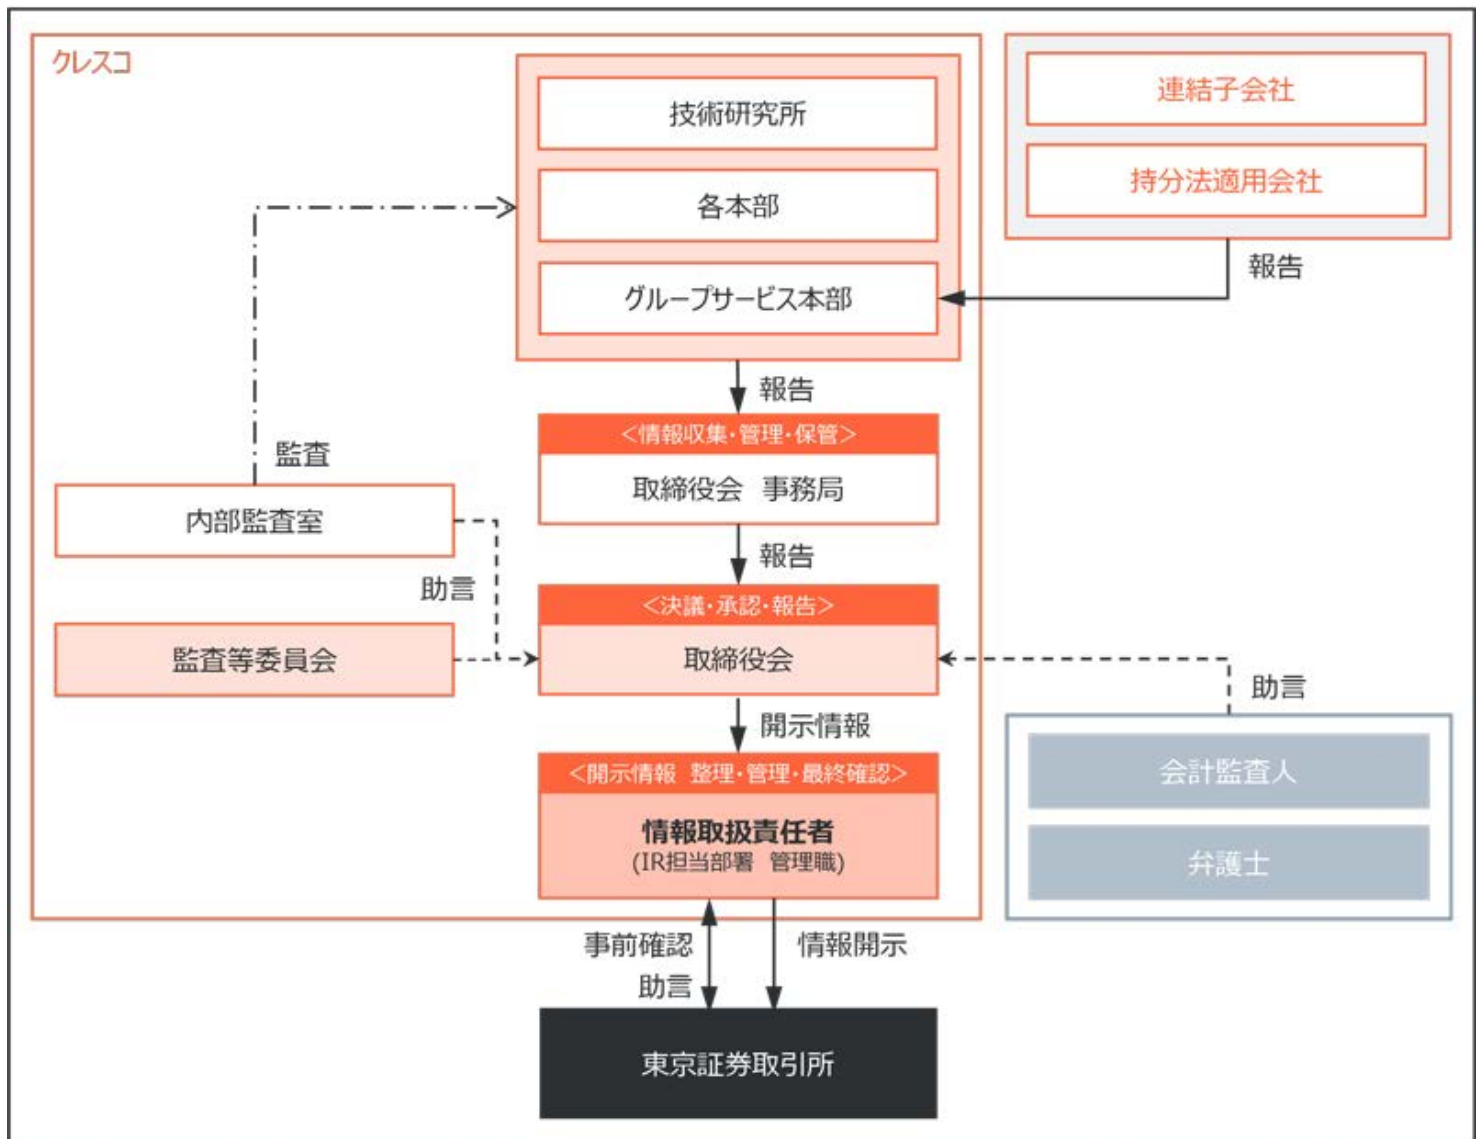 クレスコ
技術研究所
各本部
グループサービス本部
連結子会社
持分法適用会社
報告
報告
<情報収集・管理・保管>
取締役会 事務局
監査
内部監査室
報告
助言
<決議・承認・報告>
取締役会
監査等委員会
助言
開示情報
<開示情報 整理・管理・最終確認>
情報取扱責任者
(IR担当部署 管理職)
会計監査人
弁護士
事前確認
助言
情報開示
東京証券取引所